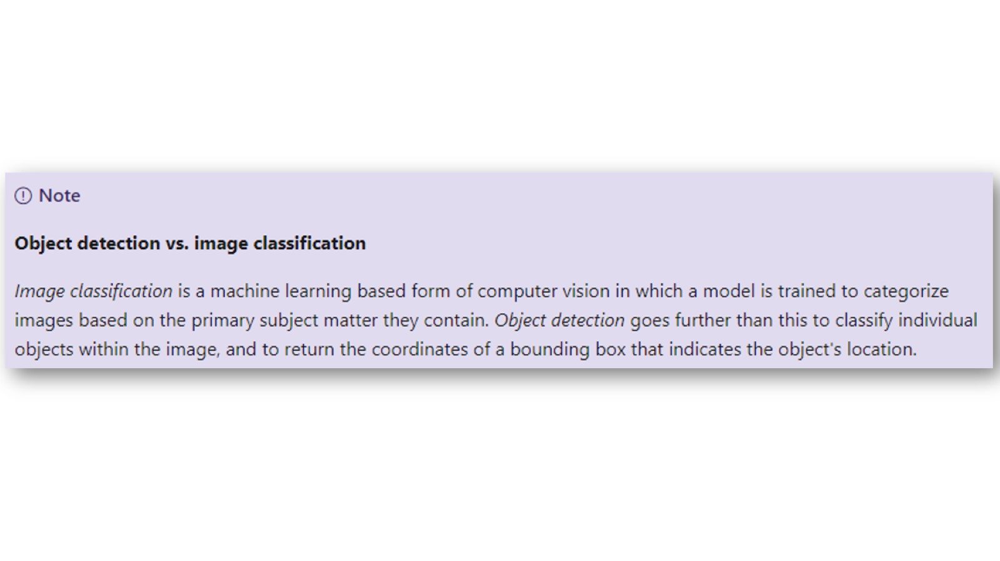 Note
Object detection vs. image classification
Image classification is a machine learning based form of computer vision in which a model is trained to categorize
images based on the primary subject matter they contain. Object detection goes further than this to classify individual
objects within the image, and to return the coordinates of a bounding box that indicates the object's location.